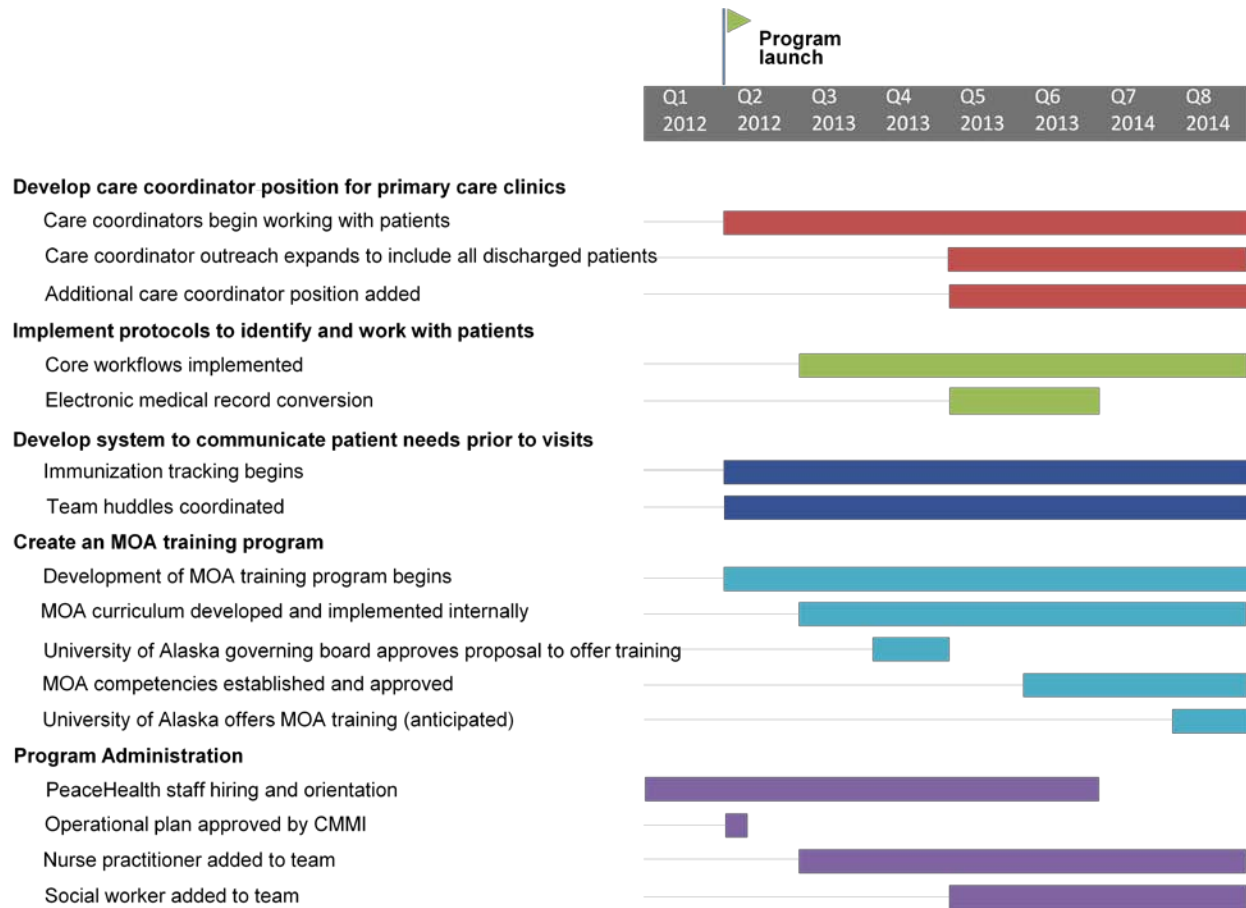 Program
launch
Q1 Q2 Q3 Q4 Q5 Q6 Q7 Q8
2012 2012 2013 2013 2013 2013 2014 2014
Develop care coordinator position for primary care clinics
Care coordinators begin working with patients
Care coordinator outreach expands to include all discharged patients
Additional care coordinator position added
Implement protocols to identify and work with patients
Core workflows implemented
Electronic medical record conversion
Develop system to communicate patient needs prior to visits
Immunization tracking begins
Team huddles coordinated
Create an MOA training program
Development of MOA training program begins
MOA curriculum developed and implemented internally
University of Alaska governing board approves proposal to offer training
MOA competencies established and approved
University of Alaska offers MOA training (anticipated)
Program Administration
PeaceHealth staff hiring and orientation
Operational plan approved by CMMI
Nurse practitioner added to team
Social worker added to team